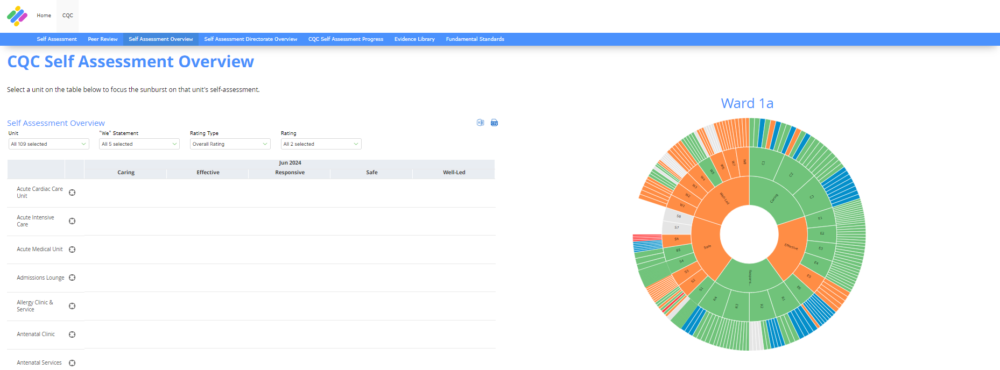 Home
CQC
Self Assessment
Peer Review
Self Assessment Overview
Self Assessment Directorate Overview
CQC Self Assessment Progress
Evidence Library
Fundamental Standards
CQC Self Assessment Overview
Select a unit on the table below to focus the sunburst on that unit's self-assessment.
Self Assessment Overview
CSV
Unit
"We" Statement
Rating Type
Rating
All 109 selected
All 5 selected
Overall Rating
All 2 selected
Jun 2024
Caring
Effective
Responsive
Safe
Well-Led
Acute Cardiac Care
Unit
Acute Intensive
Care
Acute Medical Unit
Admissions Lounge
Allergy Clinic &
Service
Antenatal Clinic
Antenatal Services
Ward 1a
Caring
Effective
Respons...
Safe
Well-Led
C1
C2
C3
E1
E2
E3
E4
E5
E6
R1
R2
R3
R4
S1
S2
S3
S4
S5
S6
S7
S8
W1
W2
W3
W4
W5
W6
W7
W8